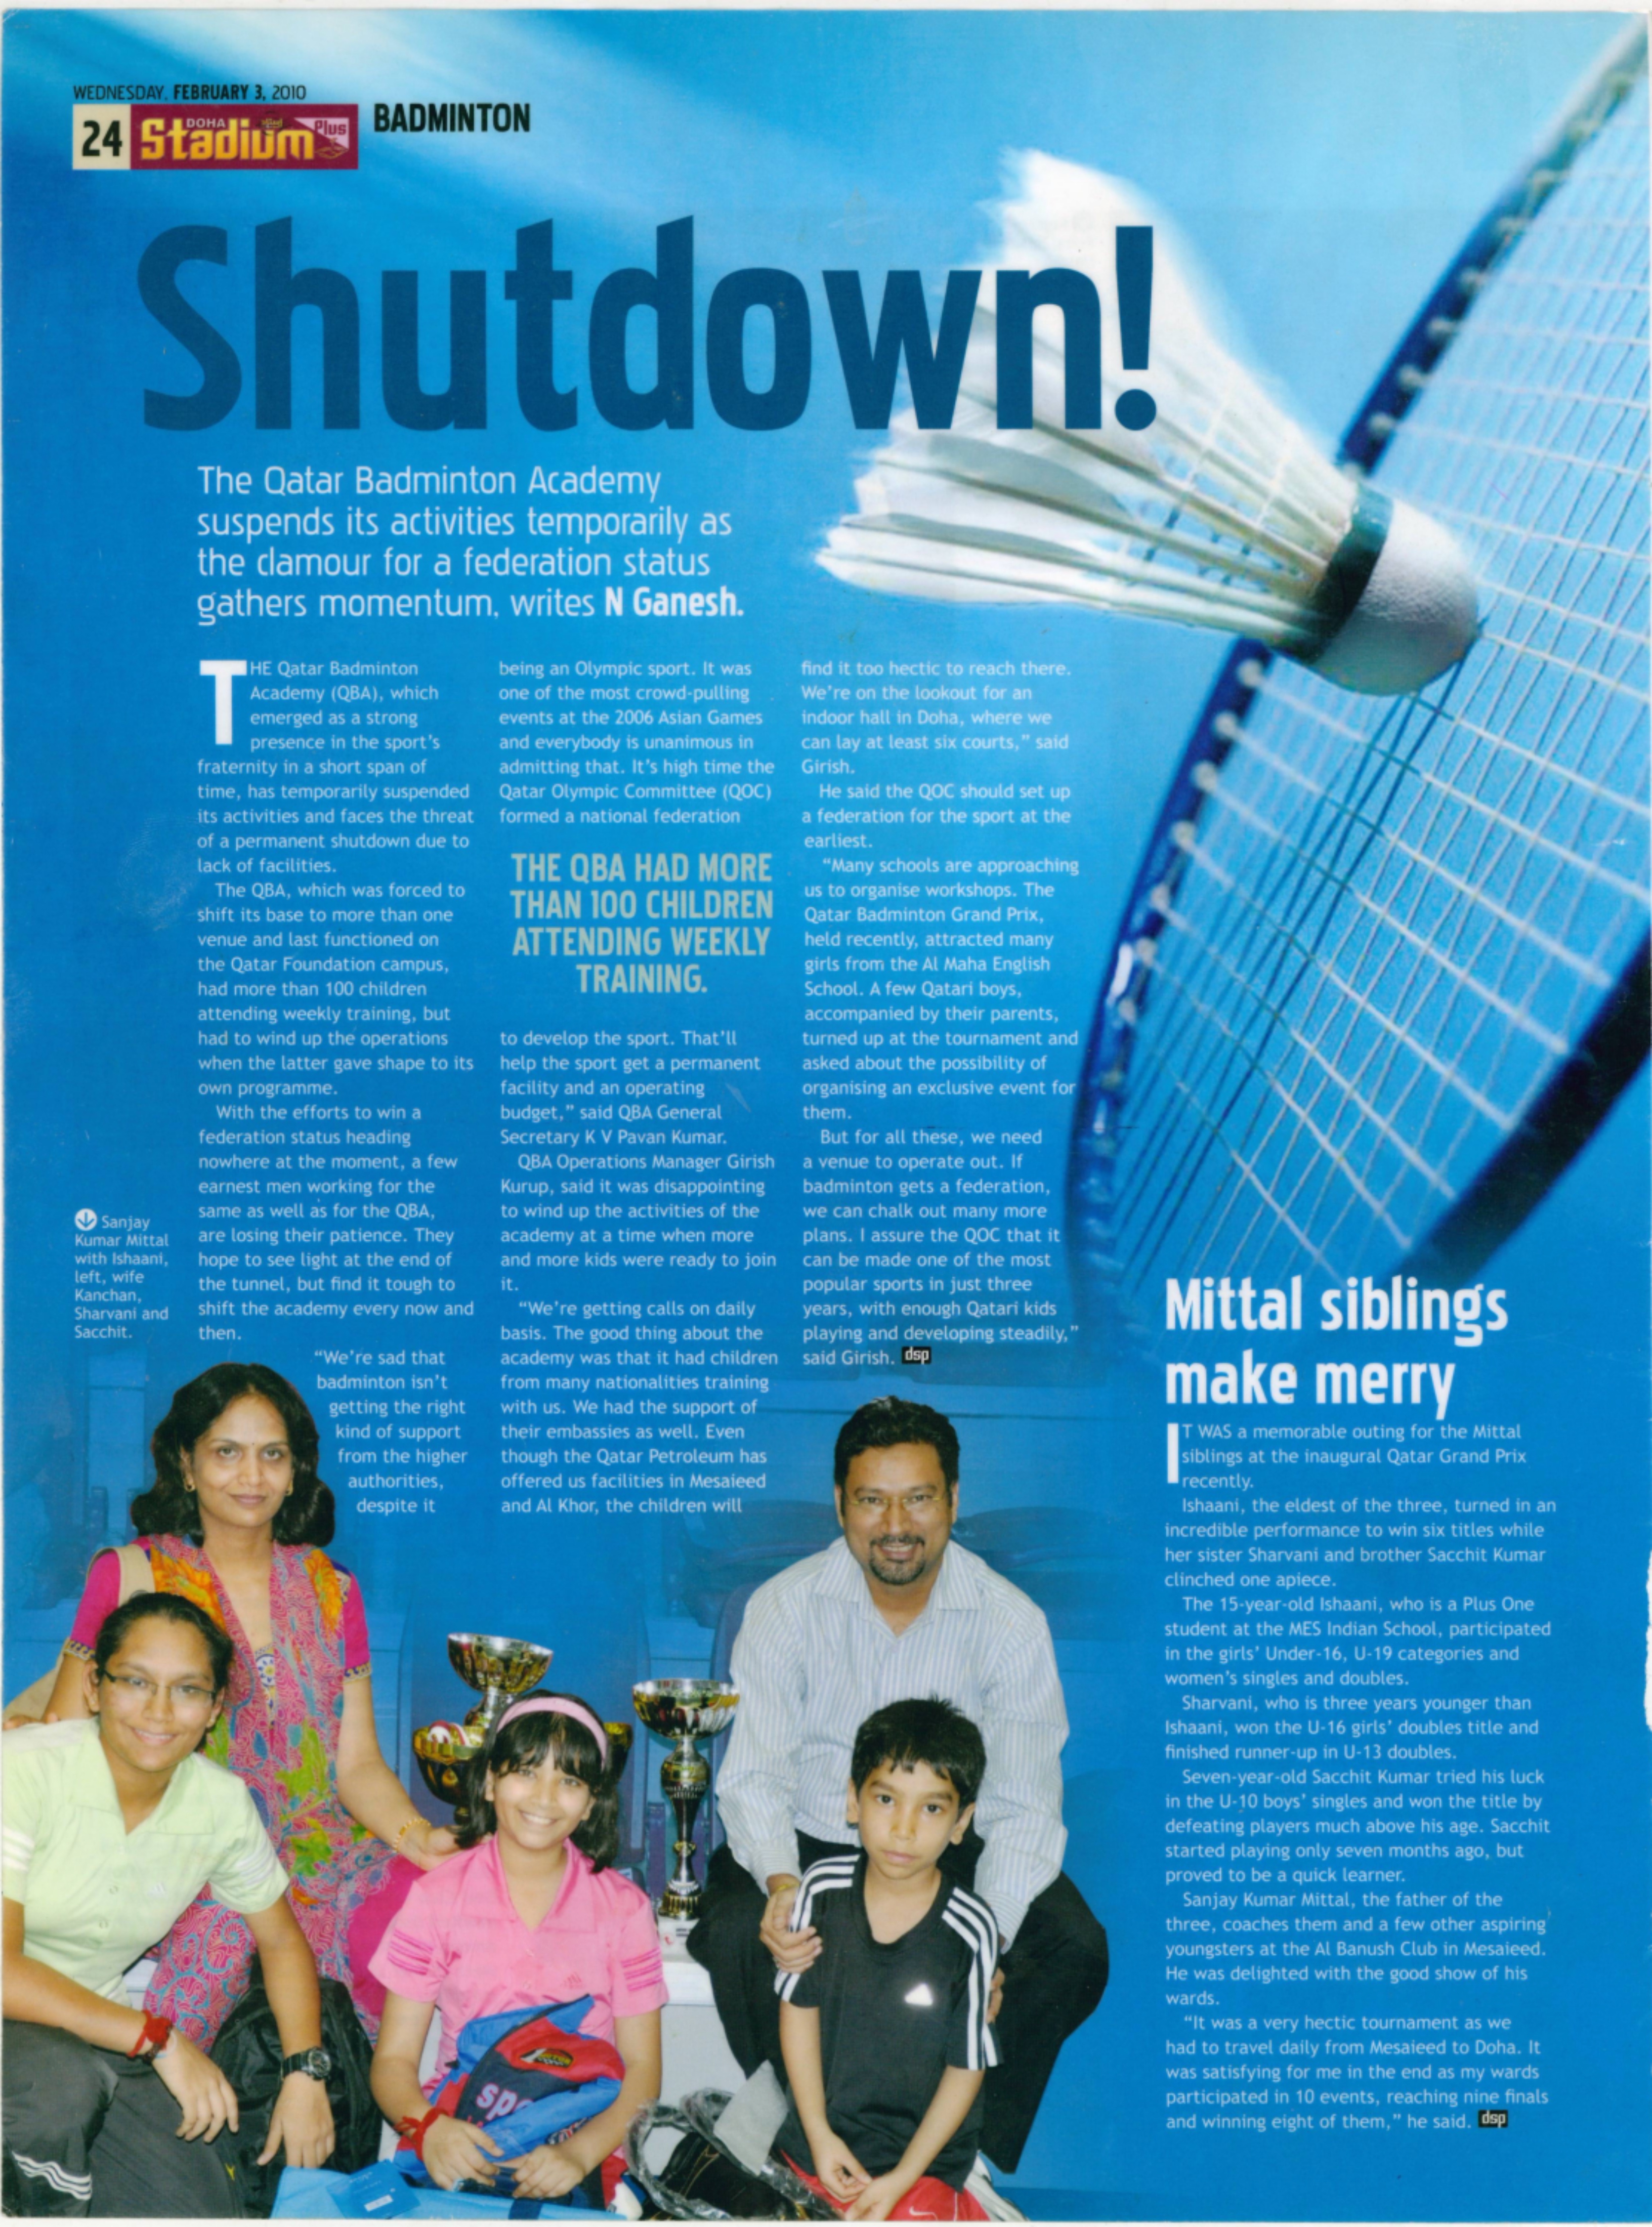 WEDNESDAY, FEBRUARY 3, 2010
24 DOHA Stadium Plus
BADMINTON
Shutdown!
The Qatar Badminton Academy
suspends its activities temporarily as
the clamour for a federation status
gathers momentum, writes N Ganesh.
THE Qatar Badminton
Academy (QBA), which
emerged as a strong
presence in the sport's
fraternity in a short span of
time, has temporarily suspended
its activities and faces the threat
of a permanent shutdown due to
lack of facilities.
The QBA, which was forced to
shift its base to more than one
venue and last functioned on
the Qatar Foundation campus,
had more than 100 children
attending weekly training, but
had to wind up the operations
when the latter gave shape to its
own programme.
With the efforts to win a
federation status heading
nowhere at the moment, a few
earnest men working for the
same as well as for the QBA,
are losing their patience. They
hope to see light at the end of
the tunnel, but find it tough to
shift the academy every now and
then.
"We're sad that
badminton isn't
getting the right
kind of support
from the higher
authorities,
despite it
being an Olympic sport. It was
one of the most crowd-pulling
events at the 2006 Asian Games
and everybody is unanimous in
admitting that. It's high time the
Qatar Olympic Committee (QOC)
formed a national federation
THE QBA HAD MORE
THAN 100 CHILDREN
ATTENDING WEEKLY
TRAINING.
to develop the sport. That'll
help the sport get a permanent
facility and an operating
budget," said QBA General
Secretary K V Pavan Kumar.
QBA Operations Manager Girish
Kurup, said it was disappointing
to wind up the activities of the
academy at a time when more
and more kids were ready to join
it.
"We're getting calls on daily
basis. The good thing about the
academy was that it had children
from many nationalities training
with us. We had the support of
their embassies as well. Even
though the Qatar Petroleum has
offered us facilities in Mesaieed
and Al Khor, the children will
find it too hectic to reach there.
We're on the lookout for an
indoor hall in Doha, where we
can lay at least six courts," said
Girish.
He said the QOC should set up
a federation for the sport at the
earliest.
"Many schools are approaching
us to organise workshops. The
Qatar Badminton Grand Prix,
held recently, attracted many
girls from the Al Maha English
School. A few Qatari boys,
accompanied by their parents,
turned up at the tournament and
asked about the possibility of
organising an exclusive event for
them.
But for all these, we need
a venue to operate out. If
badminton gets a federation,
we can chalk out many more
plans. I assure the QOC that it
can be made one of the most
popular sports in just three
years, with enough Qatari kids
playing and developing steadily,"
said Girish. dsp
Sanjay
Kumar Mittal
with Ishaani,
left, wife
Kanchan,
Sharvani and
Sacchit.
Mittal siblings
make merry
IT WAS a memorable outing for the Mittal
siblings at the inaugural Qatar Grand Prix
recently.
Ishaani, the eldest of the three, turned in an
incredible performance to win six titles while
her sister Sharvani and brother Sacchit Kumar
clinched one apiece.
The 15-year-old Ishaani, who is a Plus One
student at the MES Indian School, participated
in the girls' Under-16, U-19 categories and
women's singles and doubles.
Sharvani, who is three years younger than
Ishaani, won the U-16 girls' doubles title and
finished runner-up in U-13 doubles.
Seven-year-old Sacchit Kumar tried his luck
in the U-10 boys' singles and won the title by
defeating players much above his age. Sacchit
started playing only seven months ago, but
proved to be a quick learner.
Sanjay Kumar Mittal, the father of the
three, coaches them and a few other aspiring
youngsters at the Al Banush Club in Mesaieed.
He was delighted with the good show of his
wards.
"It was a very hectic tournament as we
had to travel daily from Mesaieed to Doha. It
was satisfying for me in the end as my wards
participated in 10 events, reaching nine finals
and winning eight of them," he said. dsp